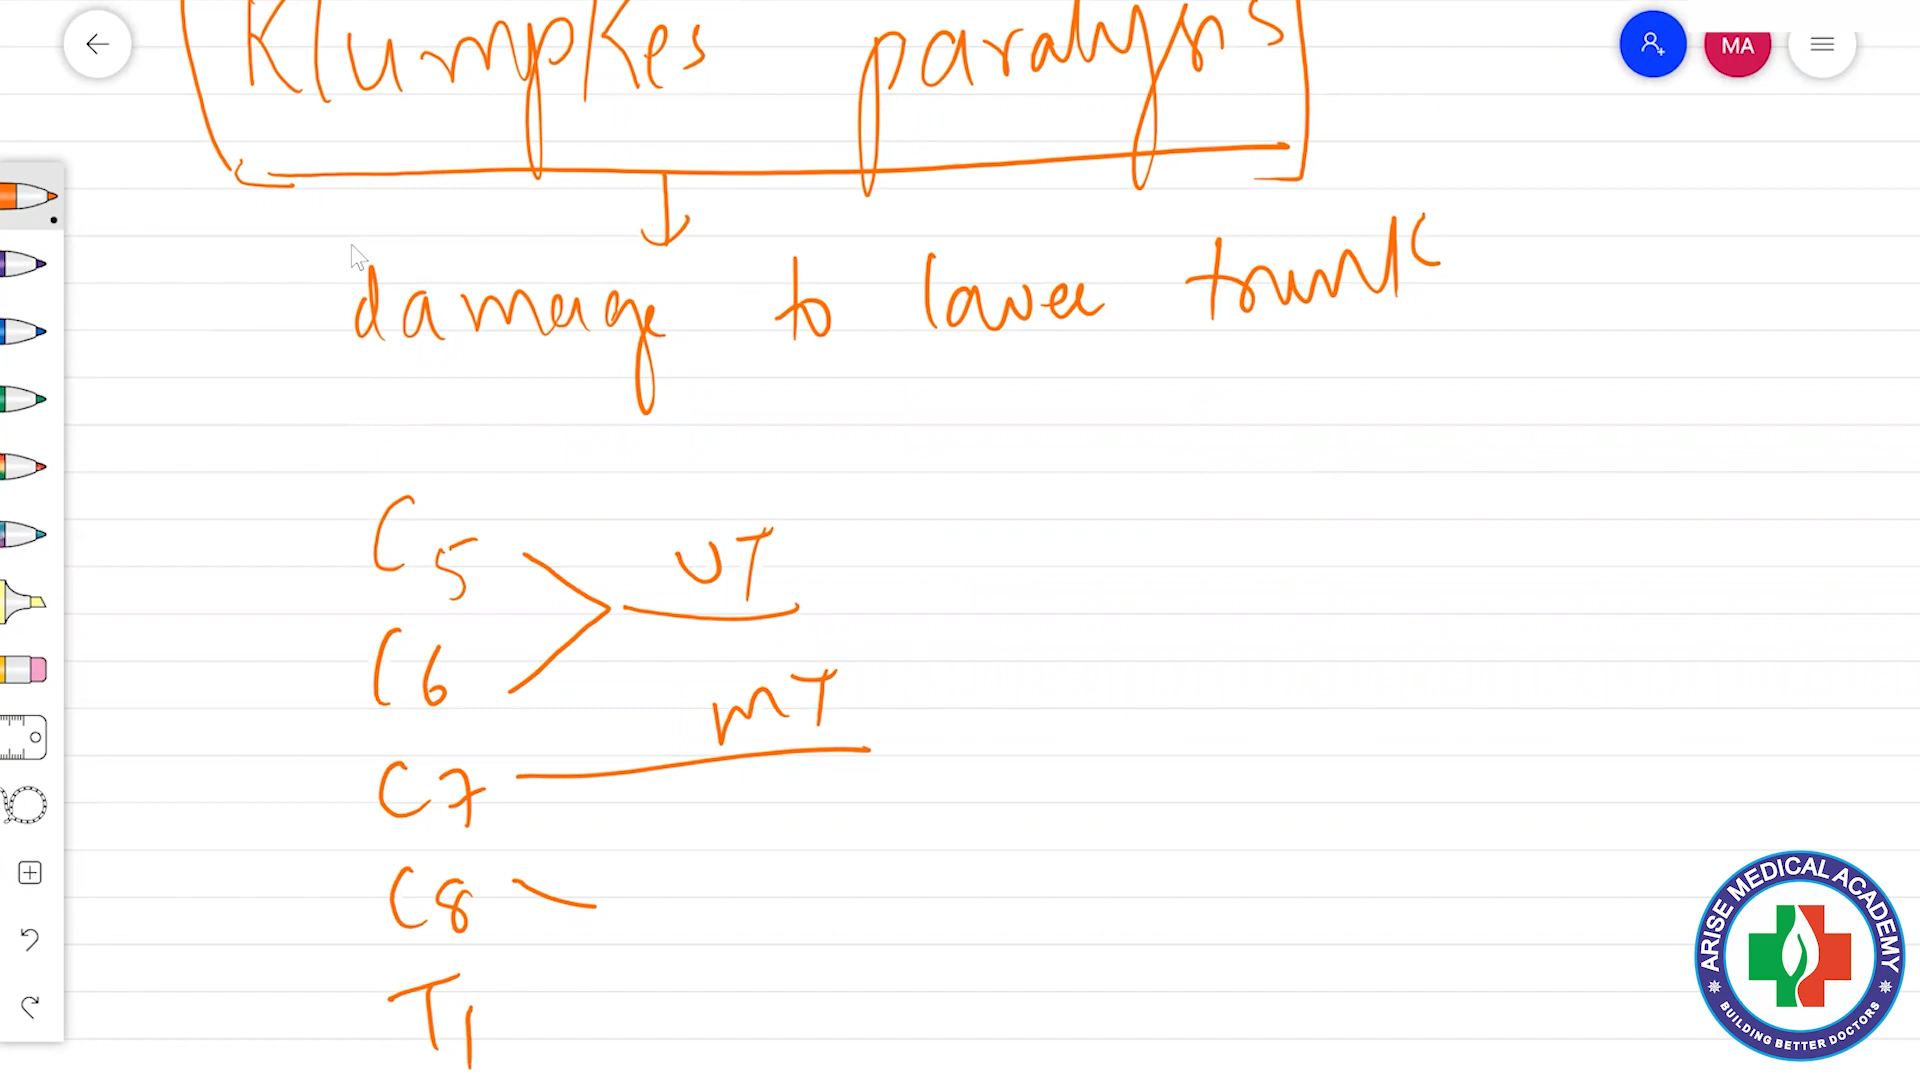 Klumpkes paralysis
MA
damage to lower trunk
C5
UT
C6
MT
C7
C8
T1
ARISE MEDICAL ACADEMY
BUILDING BETTER DOCTORS